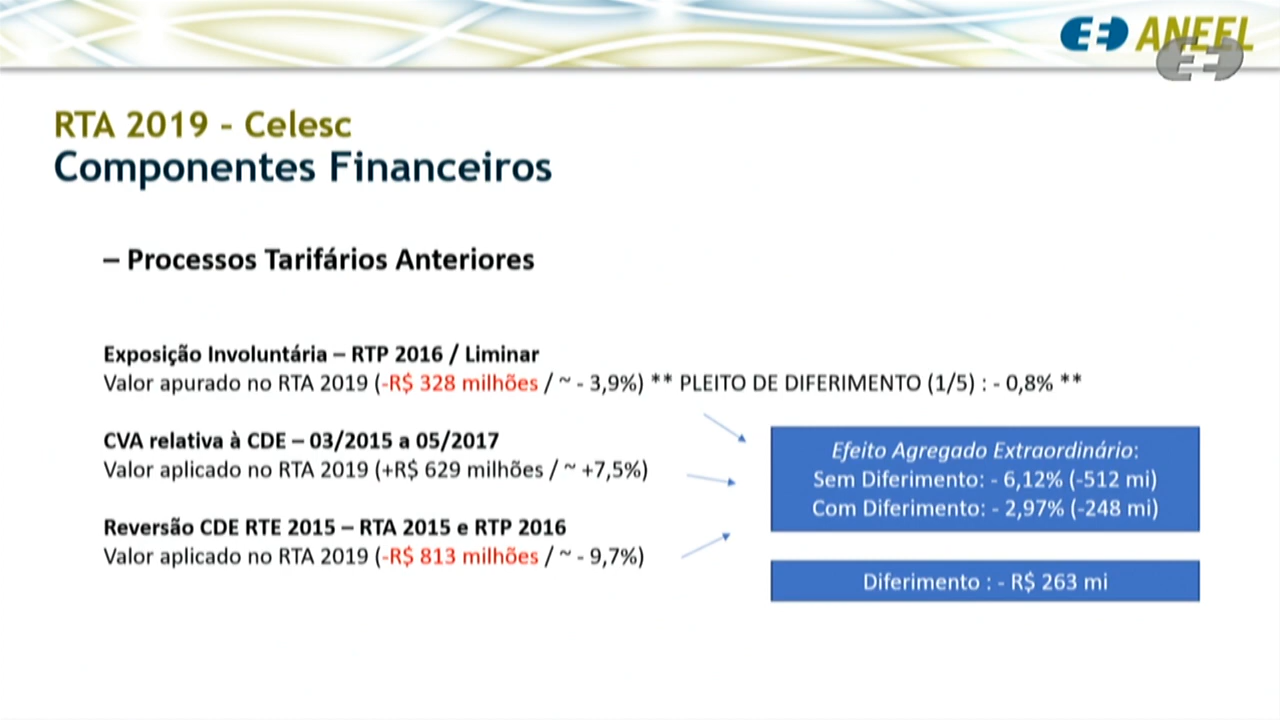 ANEEL
RTA 2019 - Celesc
Componentes Financeiros
– Processos Tarifários Anteriores
Exposição Involuntária – RTP 2016 / Liminar
Valor apurado no RTA 2019 (-R$ 328 milhões / ~ - 3,9%) ** PLEITO DE DIFERIMENTO (1/5) : - 0,8% **
CVA relativa à CDE – 03/2015 a 05/2017
Valor aplicado no RTA 2019 (+R$ 629 milhões / ~ +7,5%)
Reversão CDE RTE 2015 – RTA 2015 e RTP 2016
Valor aplicado no RTA 2019 (-R$ 813 milhões / ~ - 9,7%)
Efeito Agregado Extraordinário:
Sem Diferimento: - 6,12% (-512 mi)
Com Diferimento: - 2,97% (-248 mi)
Diferimento : - R$ 263 mi